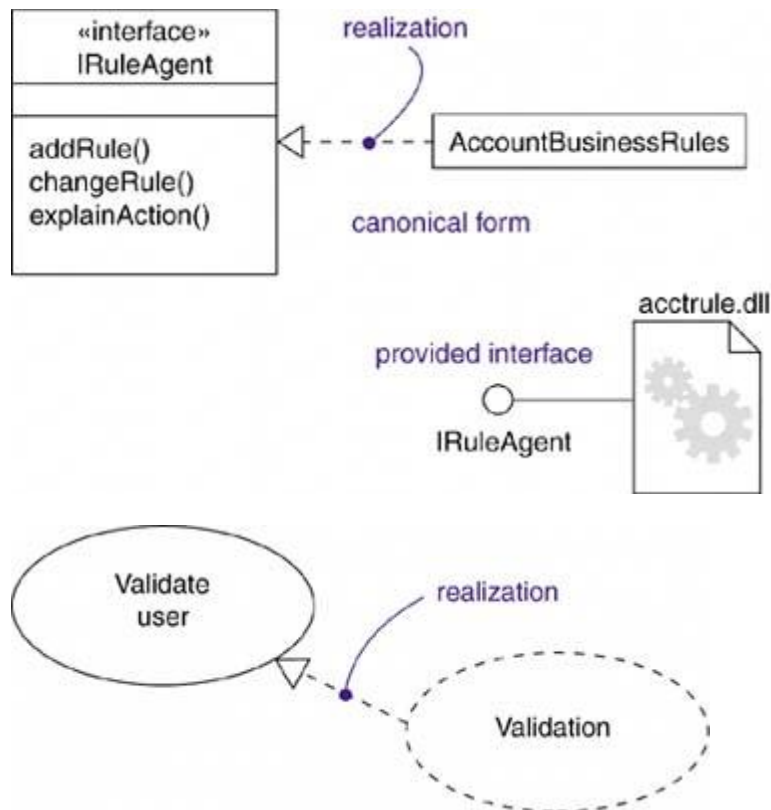 «interface»
IRuleAgent
addRule()
changeRule()
explainAction()
realization
AccountBusinessRules
canonical form
acctrule.dll
provided interface
IRuleAgent
Validate
user
realization
Validation